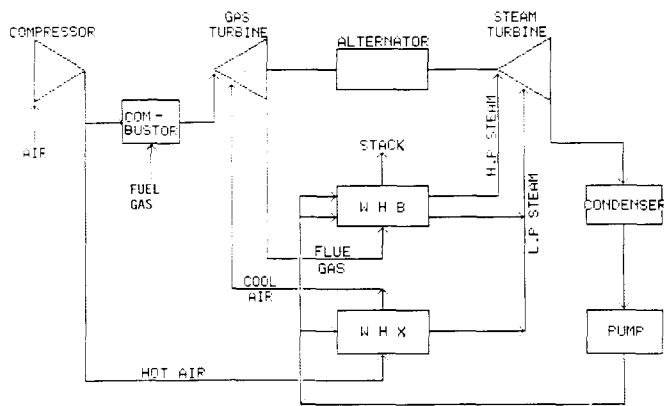 COMPRESSOR
GAS
TURBINE
ALTERNATOR
STEAM
TURBINE
COM-
BUSTOR
AIR
FUEL
GAS
STACK
H.P STEAM
L.P STEAM
W H B
CONDENSER
FLUE
GAS
COOL
AIR
W H X
PUMP
HOT AIR